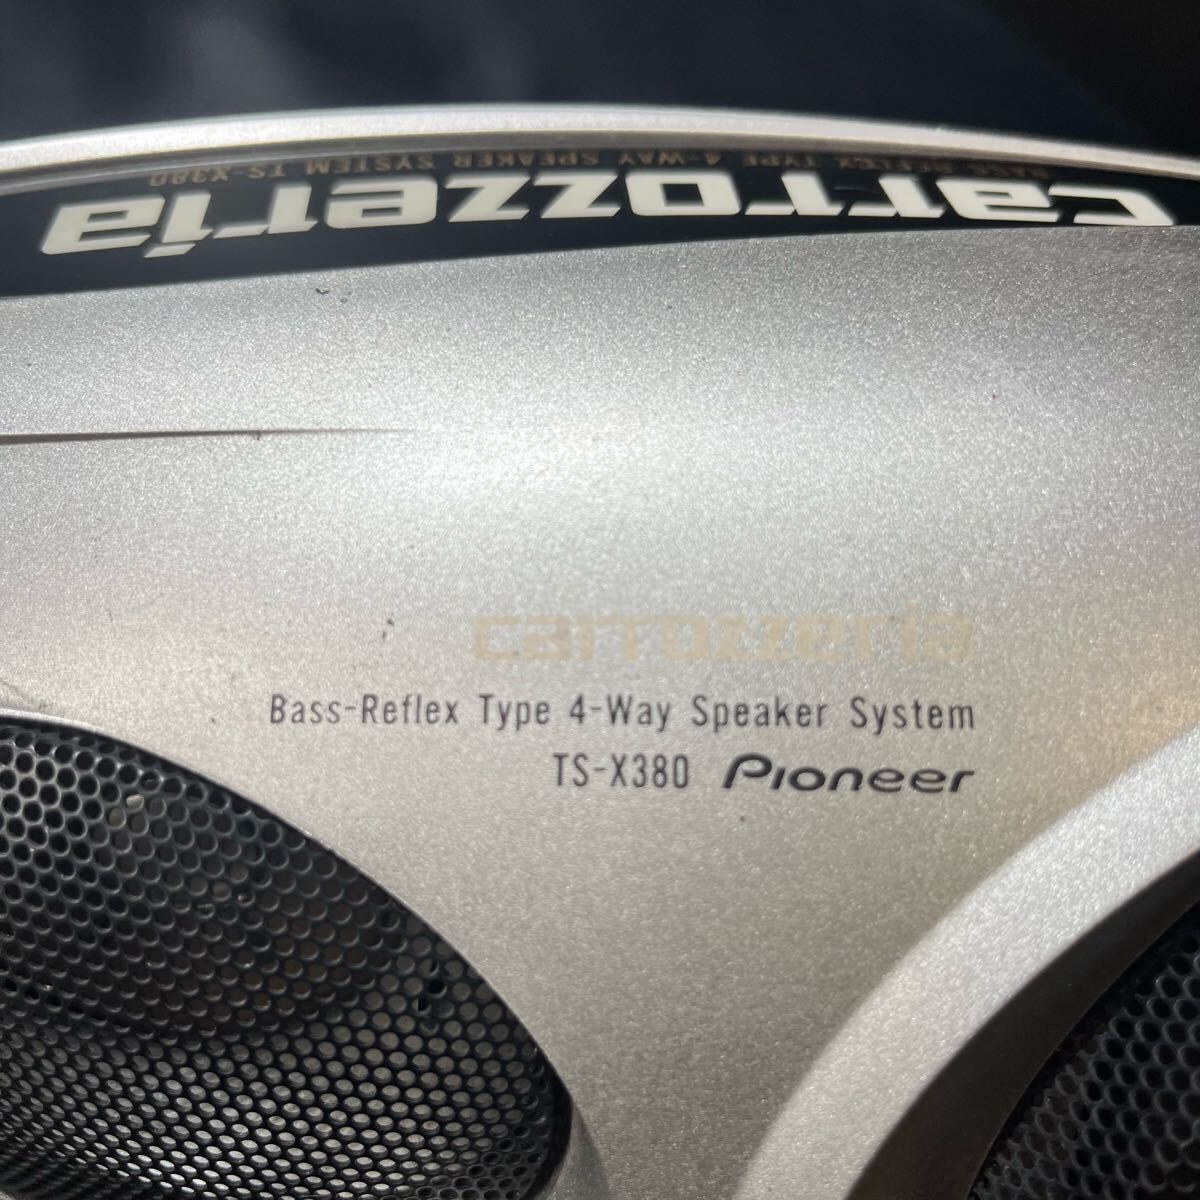 BASS REFLEX TYPE 4-WAY SPEAKER SYSTEM TS-X380
carrozzeria
carrozzeria
Bass-Reflex Type 4-Way Speaker System
TS-X380 Pioneer